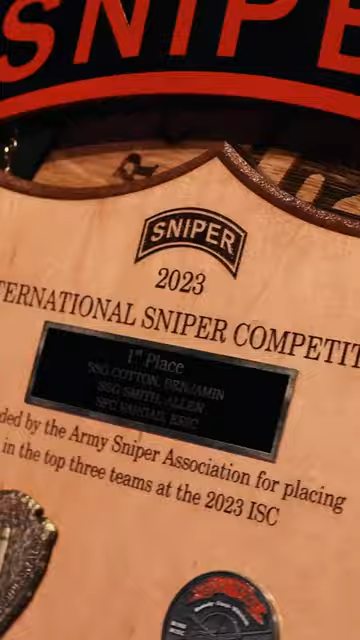 SNIPE
SNIPER
2023
TERNATIONAL SNIPER COMPETIT
1st Place
SSG COTTON, BENJAMIN
SSG SMITH, ALLEN
SFC VARGAS, ERIC
ded by the Army Sniper Association for placing
in the top three teams at the 2023 ISC